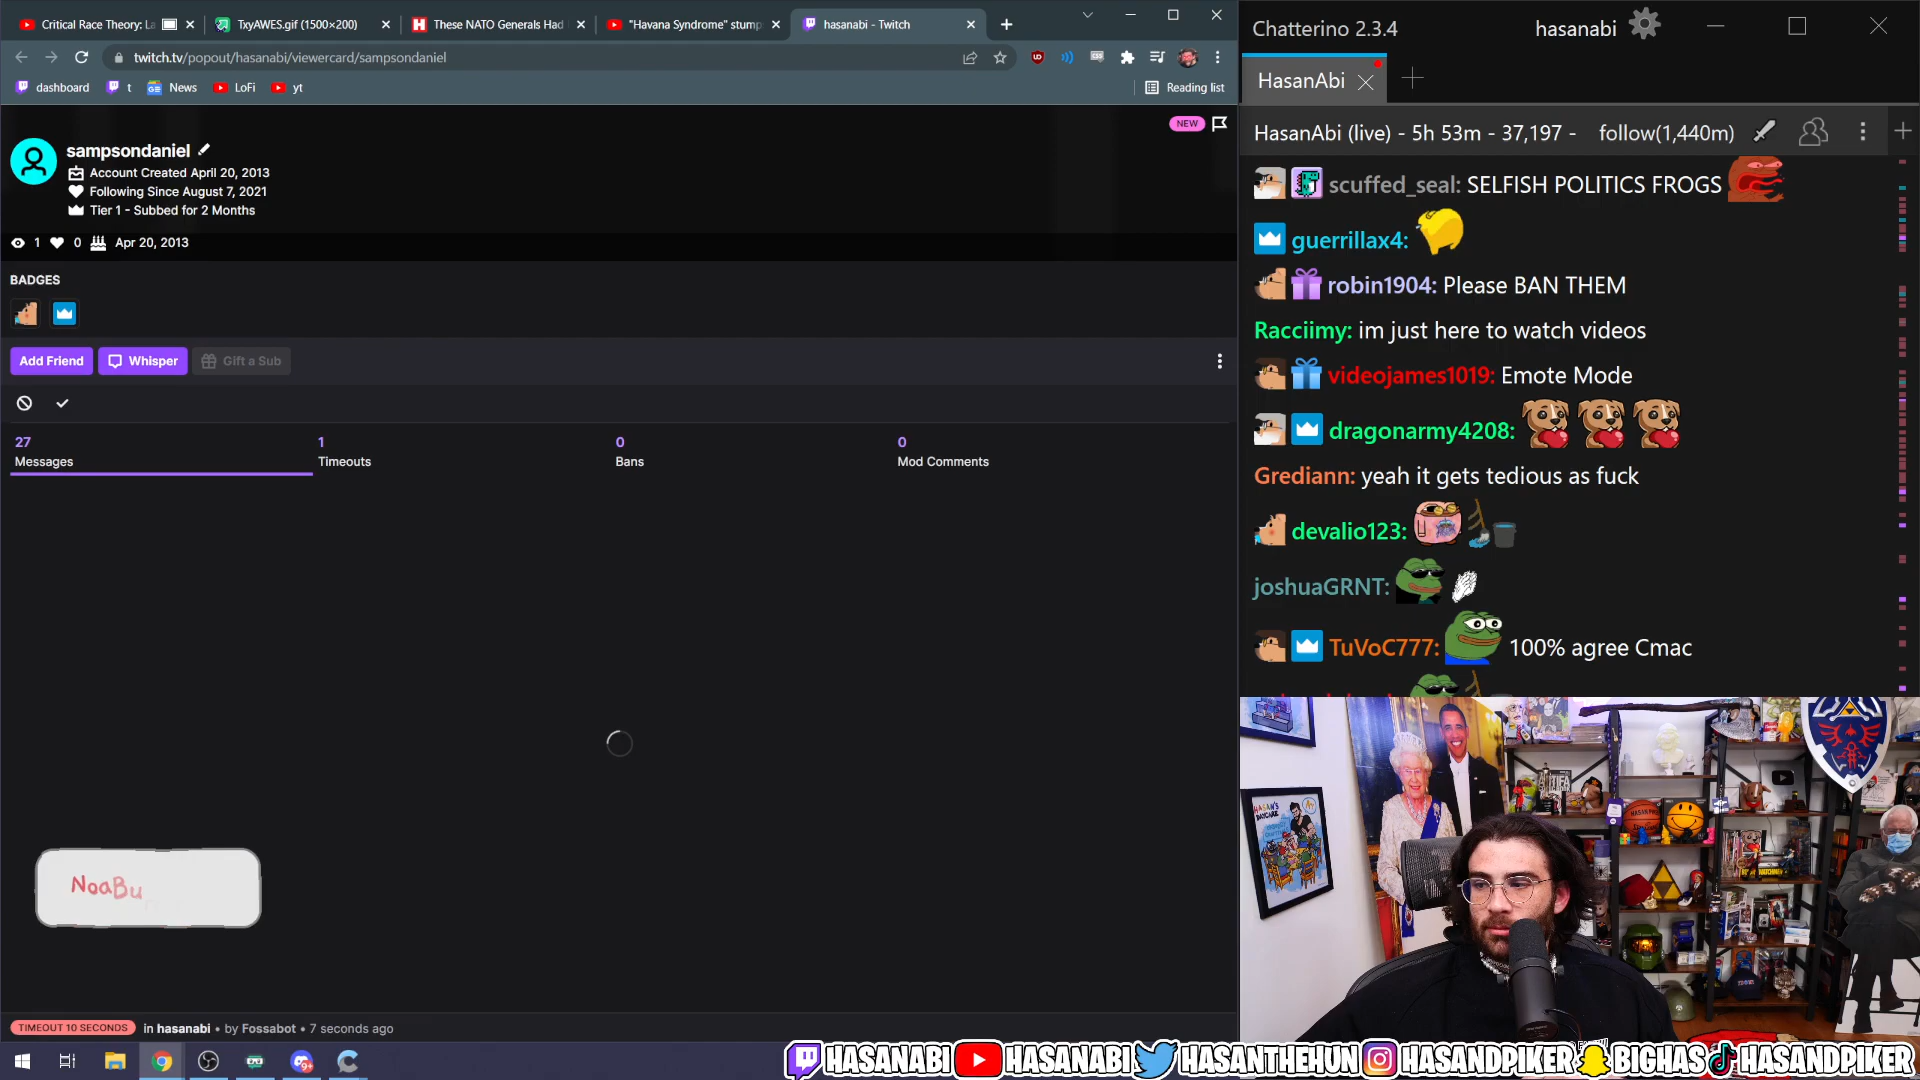 Critical Race Theory: La
TxyAWES.gif (1500×200)
These NATO Generals Had
"Havana Syndrome" stump
hasanabi - Twitch
twitch.tv/popout/hasanabi/viewercard/sampsondaniel
dashboard
t
News
LoFi
yt
Reading list
NEW
sampsondaniel
Account Created April 20, 2013
Following Since August 7, 2021
Tier 1 - Subbed for 2 Months
1
0
Apr 20, 2013
BADGES
Add Friend
Whisper
Gift a Sub
27
Messages
1
Timeouts
0
Bans
0
Mod Comments
NoaBu
TIMEOUT 10 SECONDS in hasanabi • by Fossabot • 7 seconds ago
Chatterino 2.3.4
hasanabi
HasanAbi
HasanAbi (live) - 5h 53m - 37,197 - follow(1,440m)
scuffed_seal: SELFISH POLITICS FROGS
guerrillax4:
robin1904: Please BAN THEM
Racciimy: im just here to watch videos
videojames1019: Emote Mode
dragonarmy4208:
Grediann: yeah it gets tedious as fuck
devalio123:
joshuaGRNT:
TuVoC777: 100% agree Cmac
HASAN'S
DAYCARE
HASANABI
HASANABI
HASANTHEHUN
HASANDPIKER
BIGHAS
HASANDPIKER